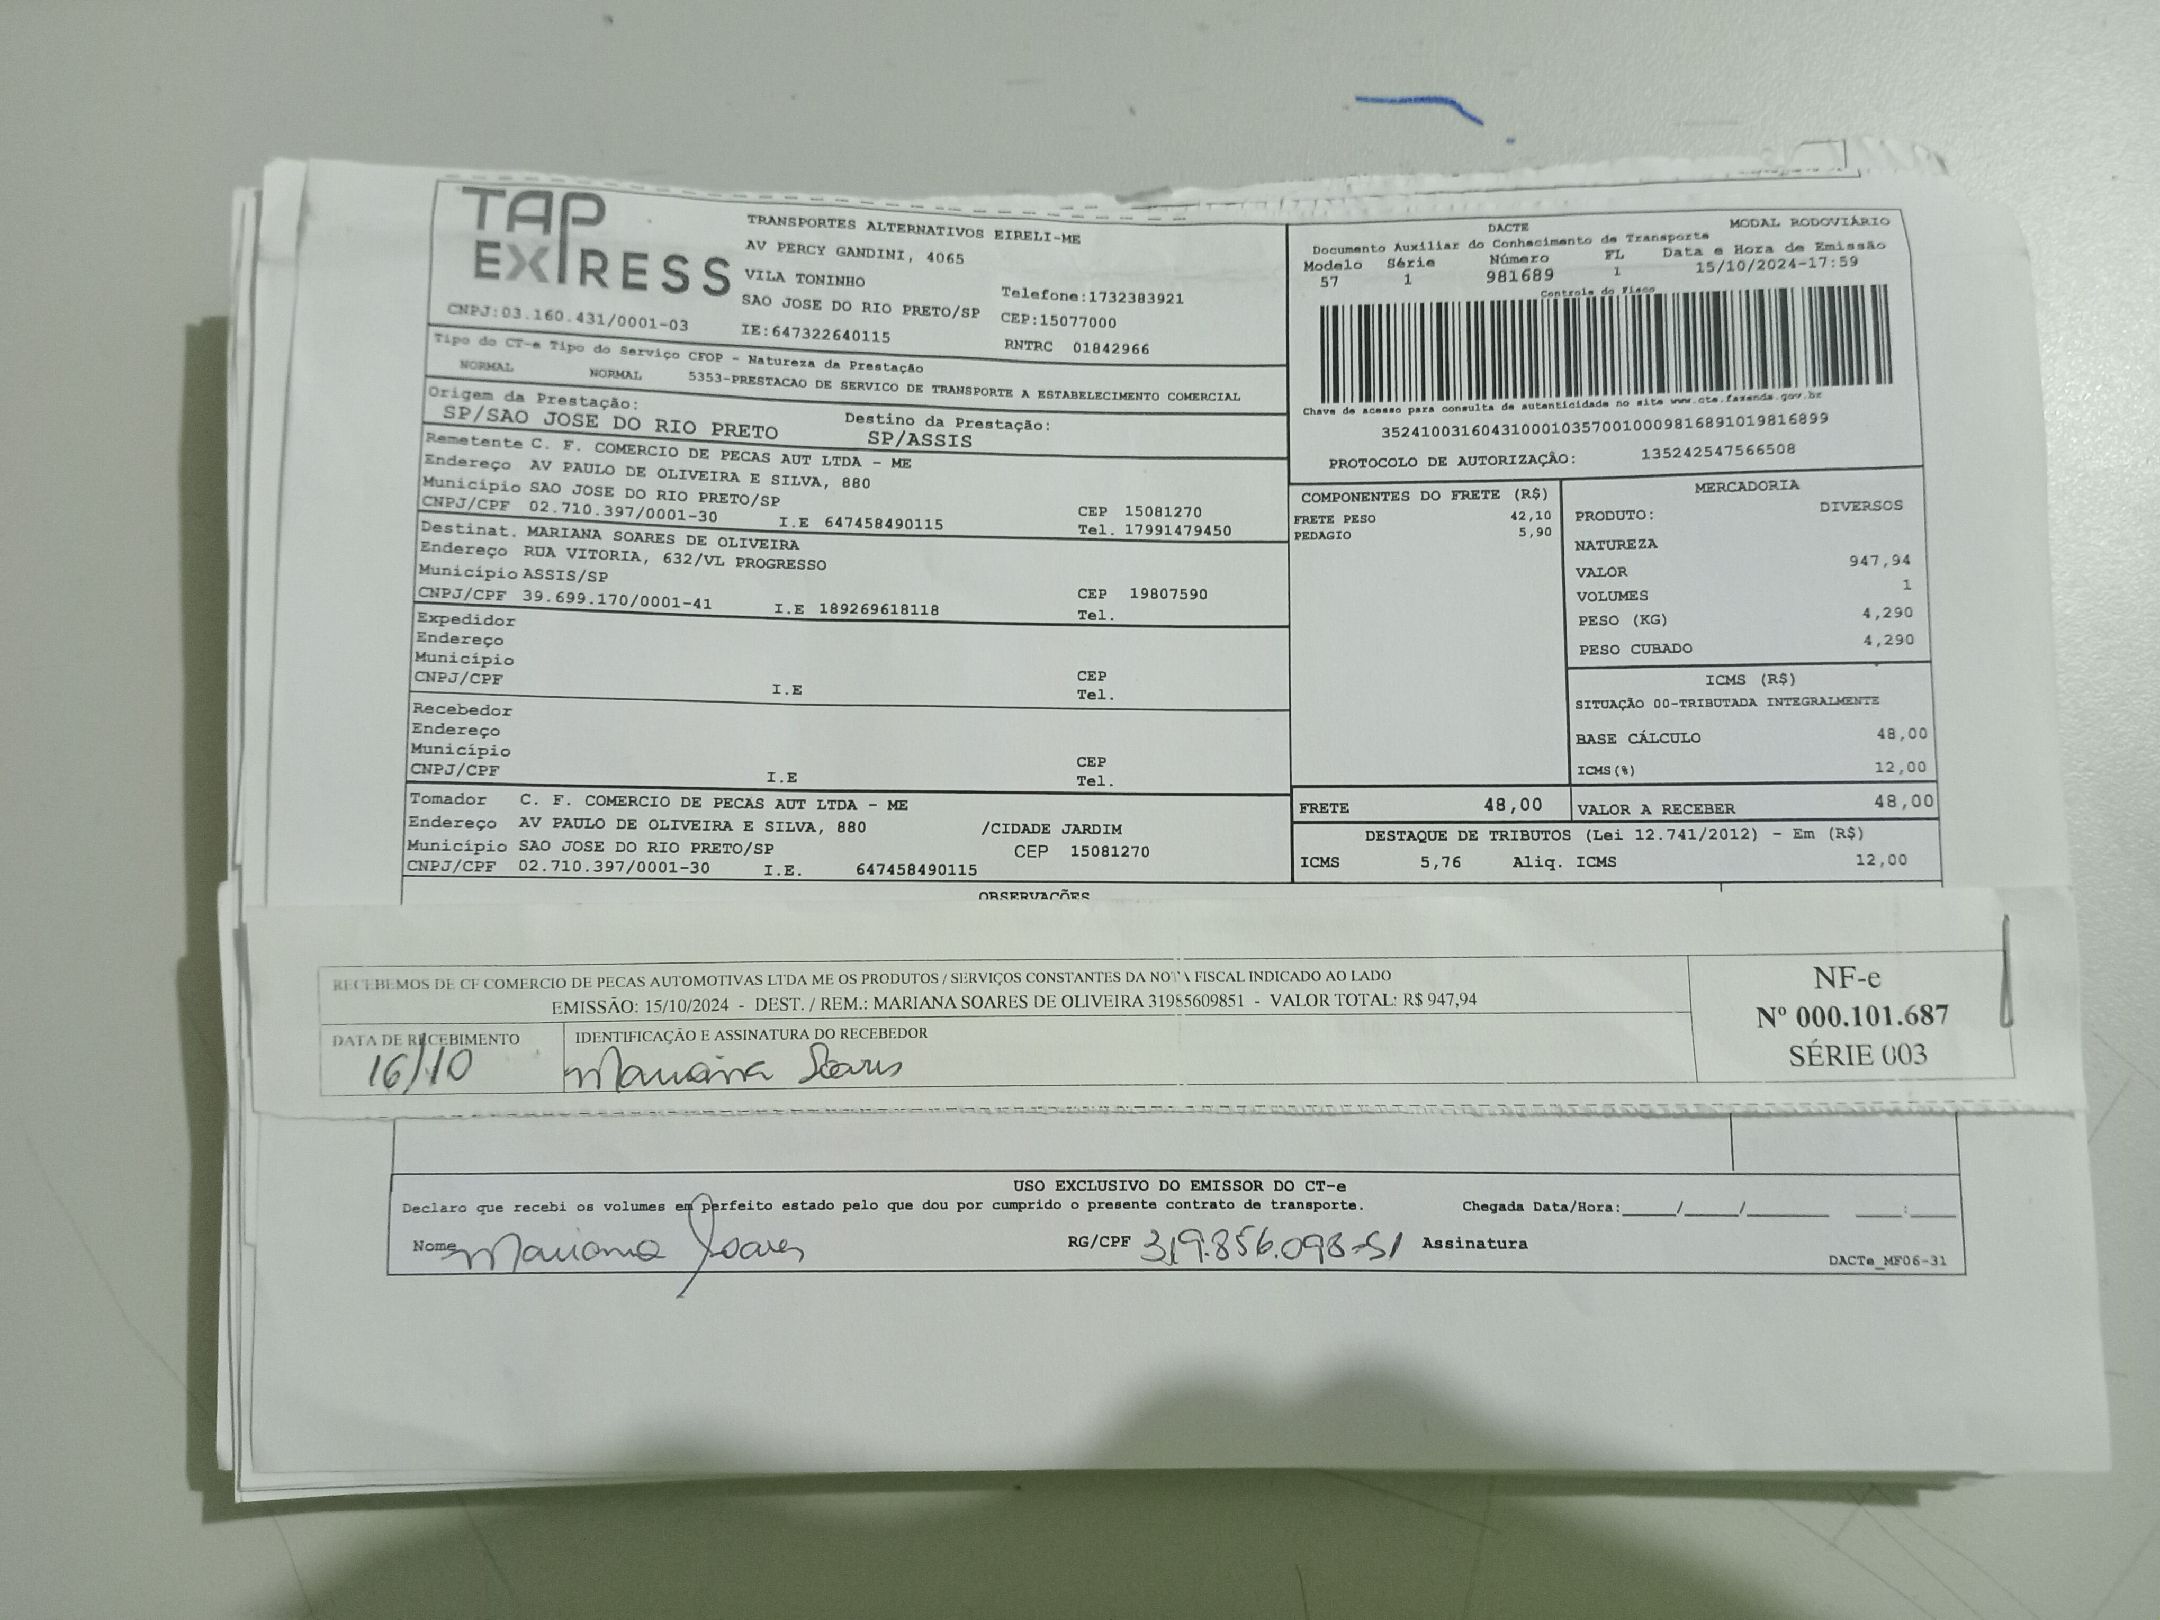 TAP EXPRESS
TRANSPORTES ALTERNATIVOS EIRELI-ME
AV PERCY GANDINI, 4065
VILA TONINHO
Telefone:1732383921
SAO JOSE DO RIO PRETO/SP CEP:15077000
CNPJ:03.160.431/0001-03 IE:647322640115 RNTRC 01842966
Tipo do CT-e Tipo do Serviço CFOP - Natureza da Prestação
NORMAL NORMAL 5353-PRESTACAO DE SERVICO DE TRANSPORTE A ESTABELECIMENTO COMERCIAL
Origem da Prestação: Destino da Prestação:
SP/SAO JOSE DO RIO PRETO SP/ASSIS
Remetente C. F. COMERCIO DE PECAS AUT LTDA - ME
Endereço AV PAULO DE OLIVEIRA E SILVA, 880
Município SAO JOSE DO RIO PRETO/SP CEP 15081270
CNPJ/CPF 02.710.397/0001-30 I.E 647458490115 Tel. 17991479450
Destinat. MARIANA SOARES DE OLIVEIRA
Endereço RUA VITORIA, 632/VL PROGRESSO
Município ASSIS/SP CEP 19807590
CNPJ/CPF 39.699.170/0001-41 I.E 189269618118 Tel.
Expedidor
Endereço
Município CEP
CNPJ/CPF I.E Tel.
Recebedor
Endereço
Município CEP
CNPJ/CPF I.E Tel.
Tomador C. F. COMERCIO DE PECAS AUT LTDA - ME
Endereço AV PAULO DE OLIVEIRA E SILVA, 880 /CIDADE JARDIM
Município SAO JOSE DO RIO PRETO/SP CEP 15081270
CNPJ/CPF 02.710.397/0001-30 I.E. 647458490115
DACTE MODAL RODOVIÁRIO
Documento Auxiliar do Conhecimento de Transporte
Modelo Série Número FL Data e Hora de Emissão
57 1 981689 1 15/10/2024-17:59
Controle do Fisco
Chave de acesso para consulta de autenticidade no site www.cte.fazenda.gov.br
35241003160431000103570010009816891019816899
PROTOCOLO DE AUTORIZAÇÃO: 135242547566508
COMPONENTES DO FRETE (R$)
FRETE PESO 42,10
PEDAGIO 5,90
MERCADORIA
PRODUTO: DIVERSOS
NATUREZA
VALOR 947,94
VOLUMES 1
PESO (KG) 4,290
PESO CUBADO 4,290
ICMS (R$)
SITUAÇÃO 00-TRIBUTADA INTEGRALMENTE
BASE CÁLCULO 48,00
ICMS(%) 12,00
FRETE 48,00 VALOR A RECEBER 48,00
DESTAQUE DE TRIBUTOS (Lei 12.741/2012) - Em (R$)
ICMS 5,76 Aliq. ICMS 12,00
OBSERVAÇÕES
RECEBEMOS DE CF COMERCIO DE PECAS AUTOMOTIVAS LTDA ME OS PRODUTOS / SERVIÇOS CONSTANTES DA NOTA FISCAL INDICADO AO LADO
EMISSÃO: 15/10/2024 - DEST. / REM.: MARIANA SOARES DE OLIVEIRA 31985609851 - VALOR TOTAL: R$ 947,94
DATA DE RECEBIMENTO IDENTIFICAÇÃO E ASSINATURA DO RECEBEDOR
16/10 Mariana Soares
NF-e
Nº 000.101.687
SÉRIE 003
USO EXCLUSIVO DO EMISSOR DO CT-e
Declaro que recebi os volumes em perfeito estado pelo que dou por cumprido o presente contrato de transporte. Chegada Data/Hora:____/____/______ ___:___
Nome Mariana Soares RG/CPF 319.856.098-51 Assinatura
DACTe_MF06-31